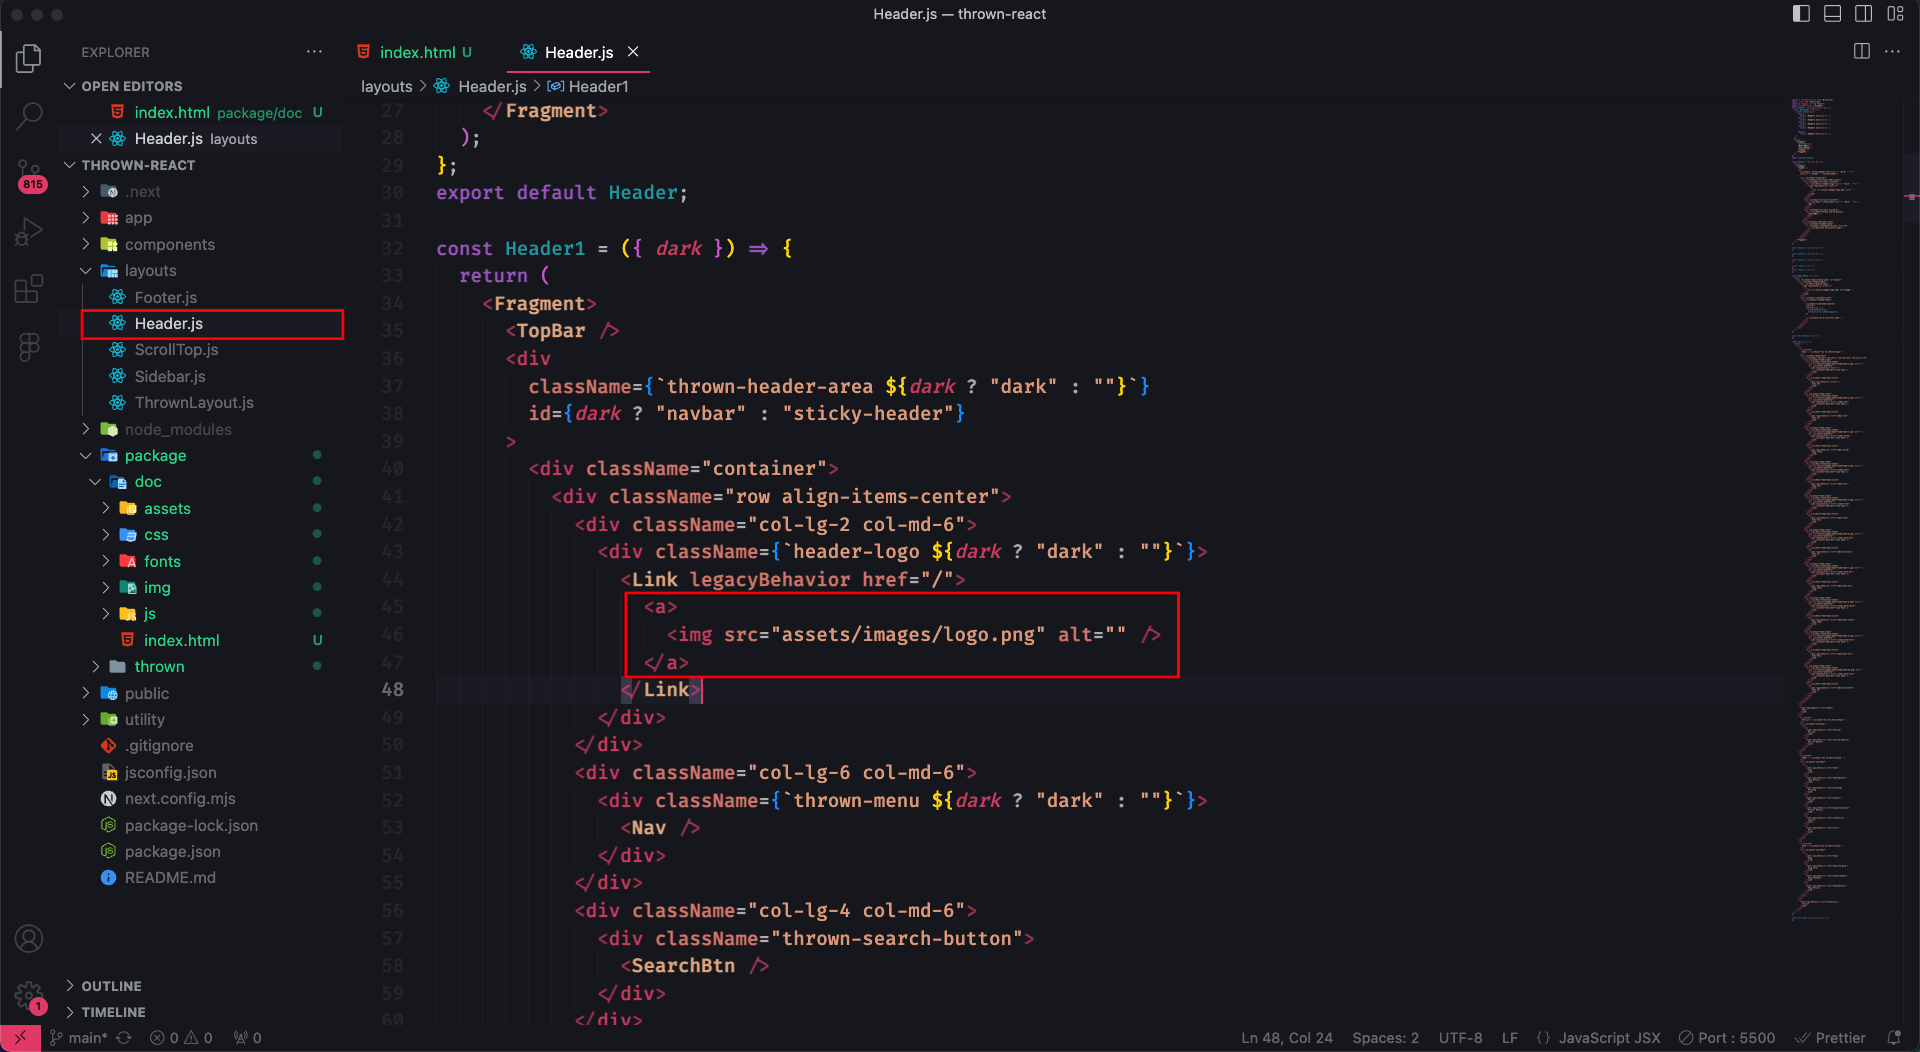 Header.js — thrown-react
EXPLORER
index.html U
Header.js
layouts > Header.js > Header1
OPEN EDITORS
index.html package/doc U
Header.js layouts
THROWN-REACT
815
.next
app
components
layouts
Footer.js
Header.js
ScrollTop.js
Sidebar.js
ThrownLayout.js
node_modules
package
doc
assets
css
fonts
img
js
index.html U
thrown
public
utility
.gitignore
jsconfig.json
next.config.mjs
package-lock.json
package.json
README.md
OUTLINE
1
TIMELINE
27 </Fragment>
28 );
29 };
30 export default Header;
31
32 const Header1 = ({ dark }) => {
33 return (
34 <Fragment>
35 <TopBar />
36 <div
37 className={`thrown-header-area ${dark ? "dark" : ""}`}
38 id={dark ? "navbar" : "sticky-header"}
39 >
40 <div className="container">
41 <div className="row align-items-center">
42 <div className="col-lg-2 col-md-6">
43 <div className={`header-logo ${dark ? "dark" : ""}`}>
44 <Link legacyBehavior href="/">
45 <a>
46 <img src="assets/images/logo.png" alt="" />
47 </a>
48 </Link>
49 </div>
50 </div>
51 <div className="col-lg-6 col-md-6">
52 <div className={`thrown-menu ${dark ? "dark" : ""}`}>
53 <Nav />
54 </div>
55 </div>
56 <div className="col-lg-4 col-md-6">
57 <div className="thrown-search-button">
58 <SearchBtn />
59 </div>
60 </div>
main* 0 0 0 Ln 48, Col 24 Spaces: 2 UTF-8 LF {} JavaScript JSX Port : 5500 Prettier